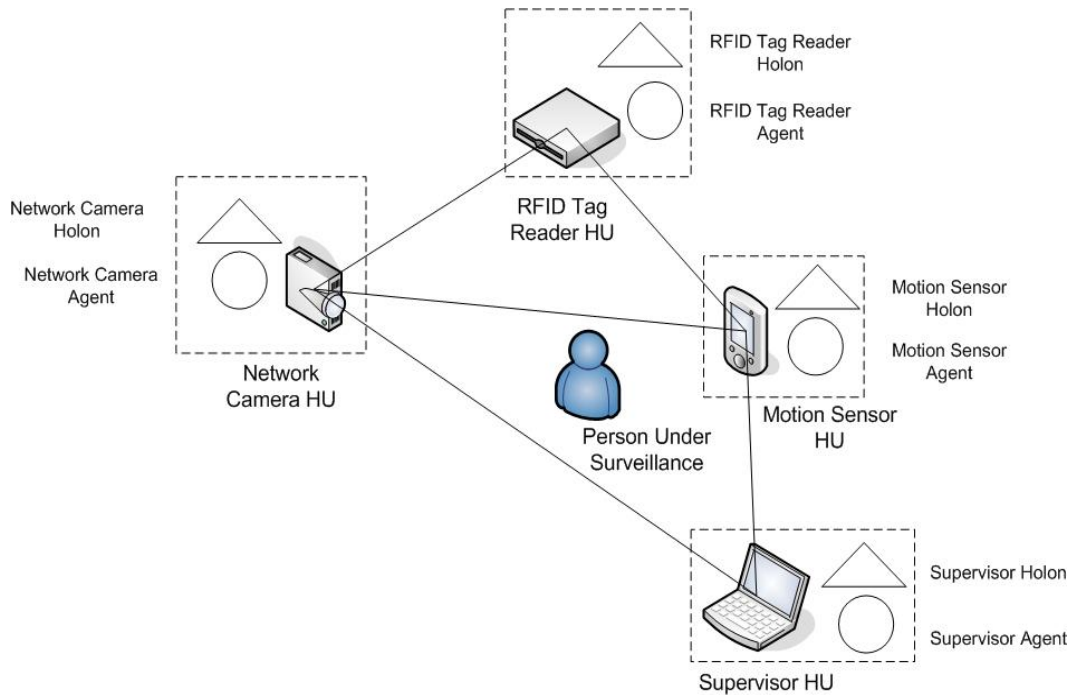 RFID Tag Reader
Holon
RFID Tag Reader
Agent
RFID Tag
Reader HU
Network Camera
Holon
Network Camera
Agent
Network
Camera HU
Motion Sensor
Holon
Motion Sensor
Agent
Motion Sensor
HU
Person Under
Surveillance
Supervisor Holon
Supervisor Agent
Supervisor HU